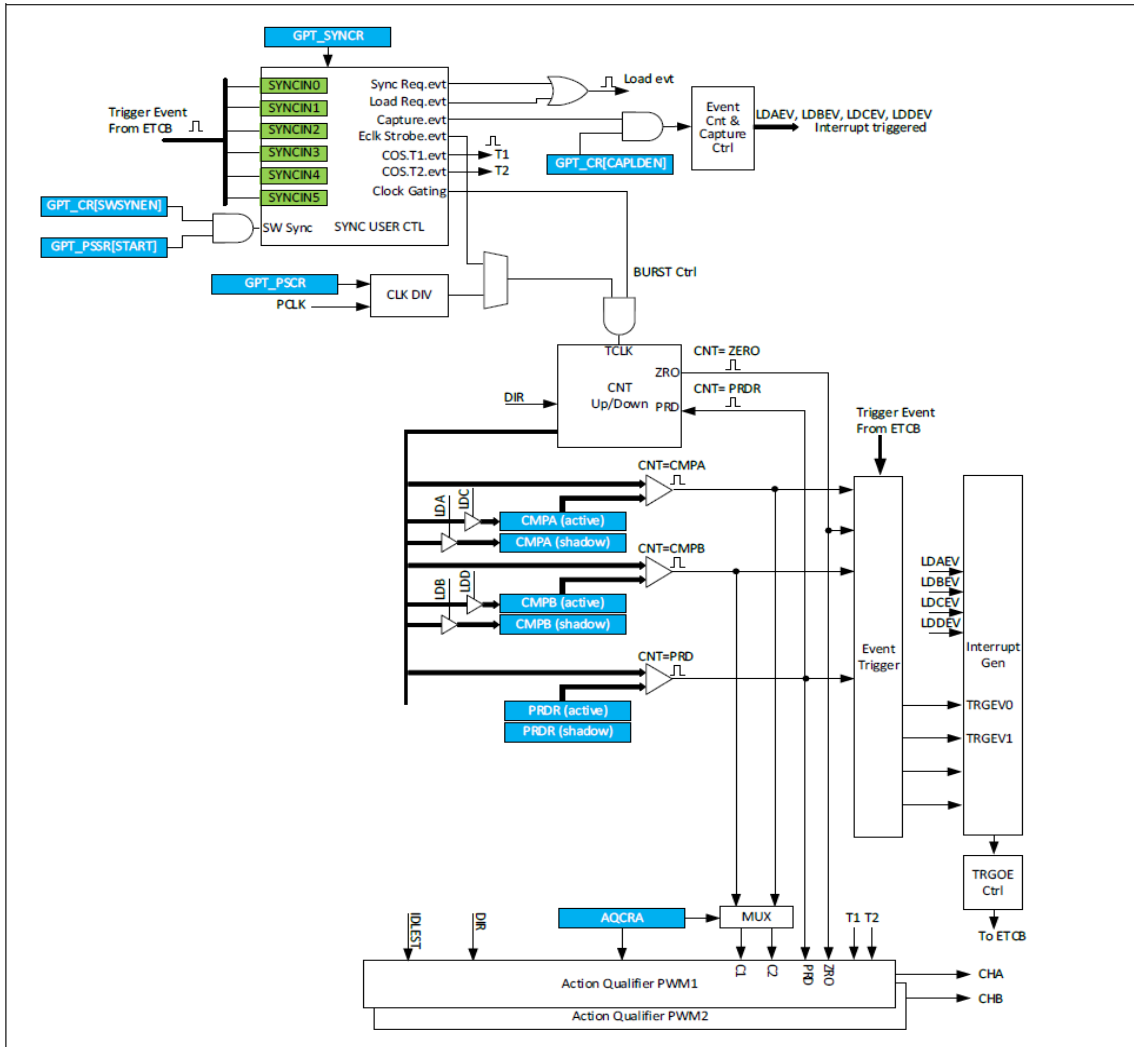 GPT_SYNCR
SYNCIN0
SYNCIN1
SYNCIN2
SYNCIN3
SYNCIN4
SYNCIN5
Trigger Event
From ETCB
Sync Req.evt
Load Req.evt
Capture.evt
Eclk Strobe.evt
COS.T1.evt
COS.T2.evt
Clock Gating
Load evt
T1
T2
GPT_CR[CAPLDEN]
Event
Cnt &
Capture
Ctrl
LDAEV, LDBEV, LDCEV, LDDEV
Interrupt triggered
GPT_CR[SWSYNEN]
GPT_PSSR[START]
SW Sync
SYNC USER CTL
GPT_PSCR
PCLK
CLK DIV
BURST Ctrl
TCLK
CNT
Up/Down
ZRO
PRD
DIR
CNT= ZERO
CNT= PRDR
Trigger Event
From ETCB
CNT=CMPA
LDA
LDC
CMPA (active)
CMPA (shadow)
CNT=CMPB
LDB
LDD
CMPB (active)
CMPB (shadow)
CNT=PRD
PRDR (active)
PRDR (shadow)
Event
Trigger
LDAEV
LDBEV
LDCEV
LDDEV
Interrupt
Gen
TRGEV0
TRGEV1
TRGOE
Ctrl
To ETCB
IDLEST
DIR
AQCRA
MUX
T1 T2
C1
C2
PRD
ZRO
Action Qualifier PWM1
Action Qualifier PWM2
CHA
CHB